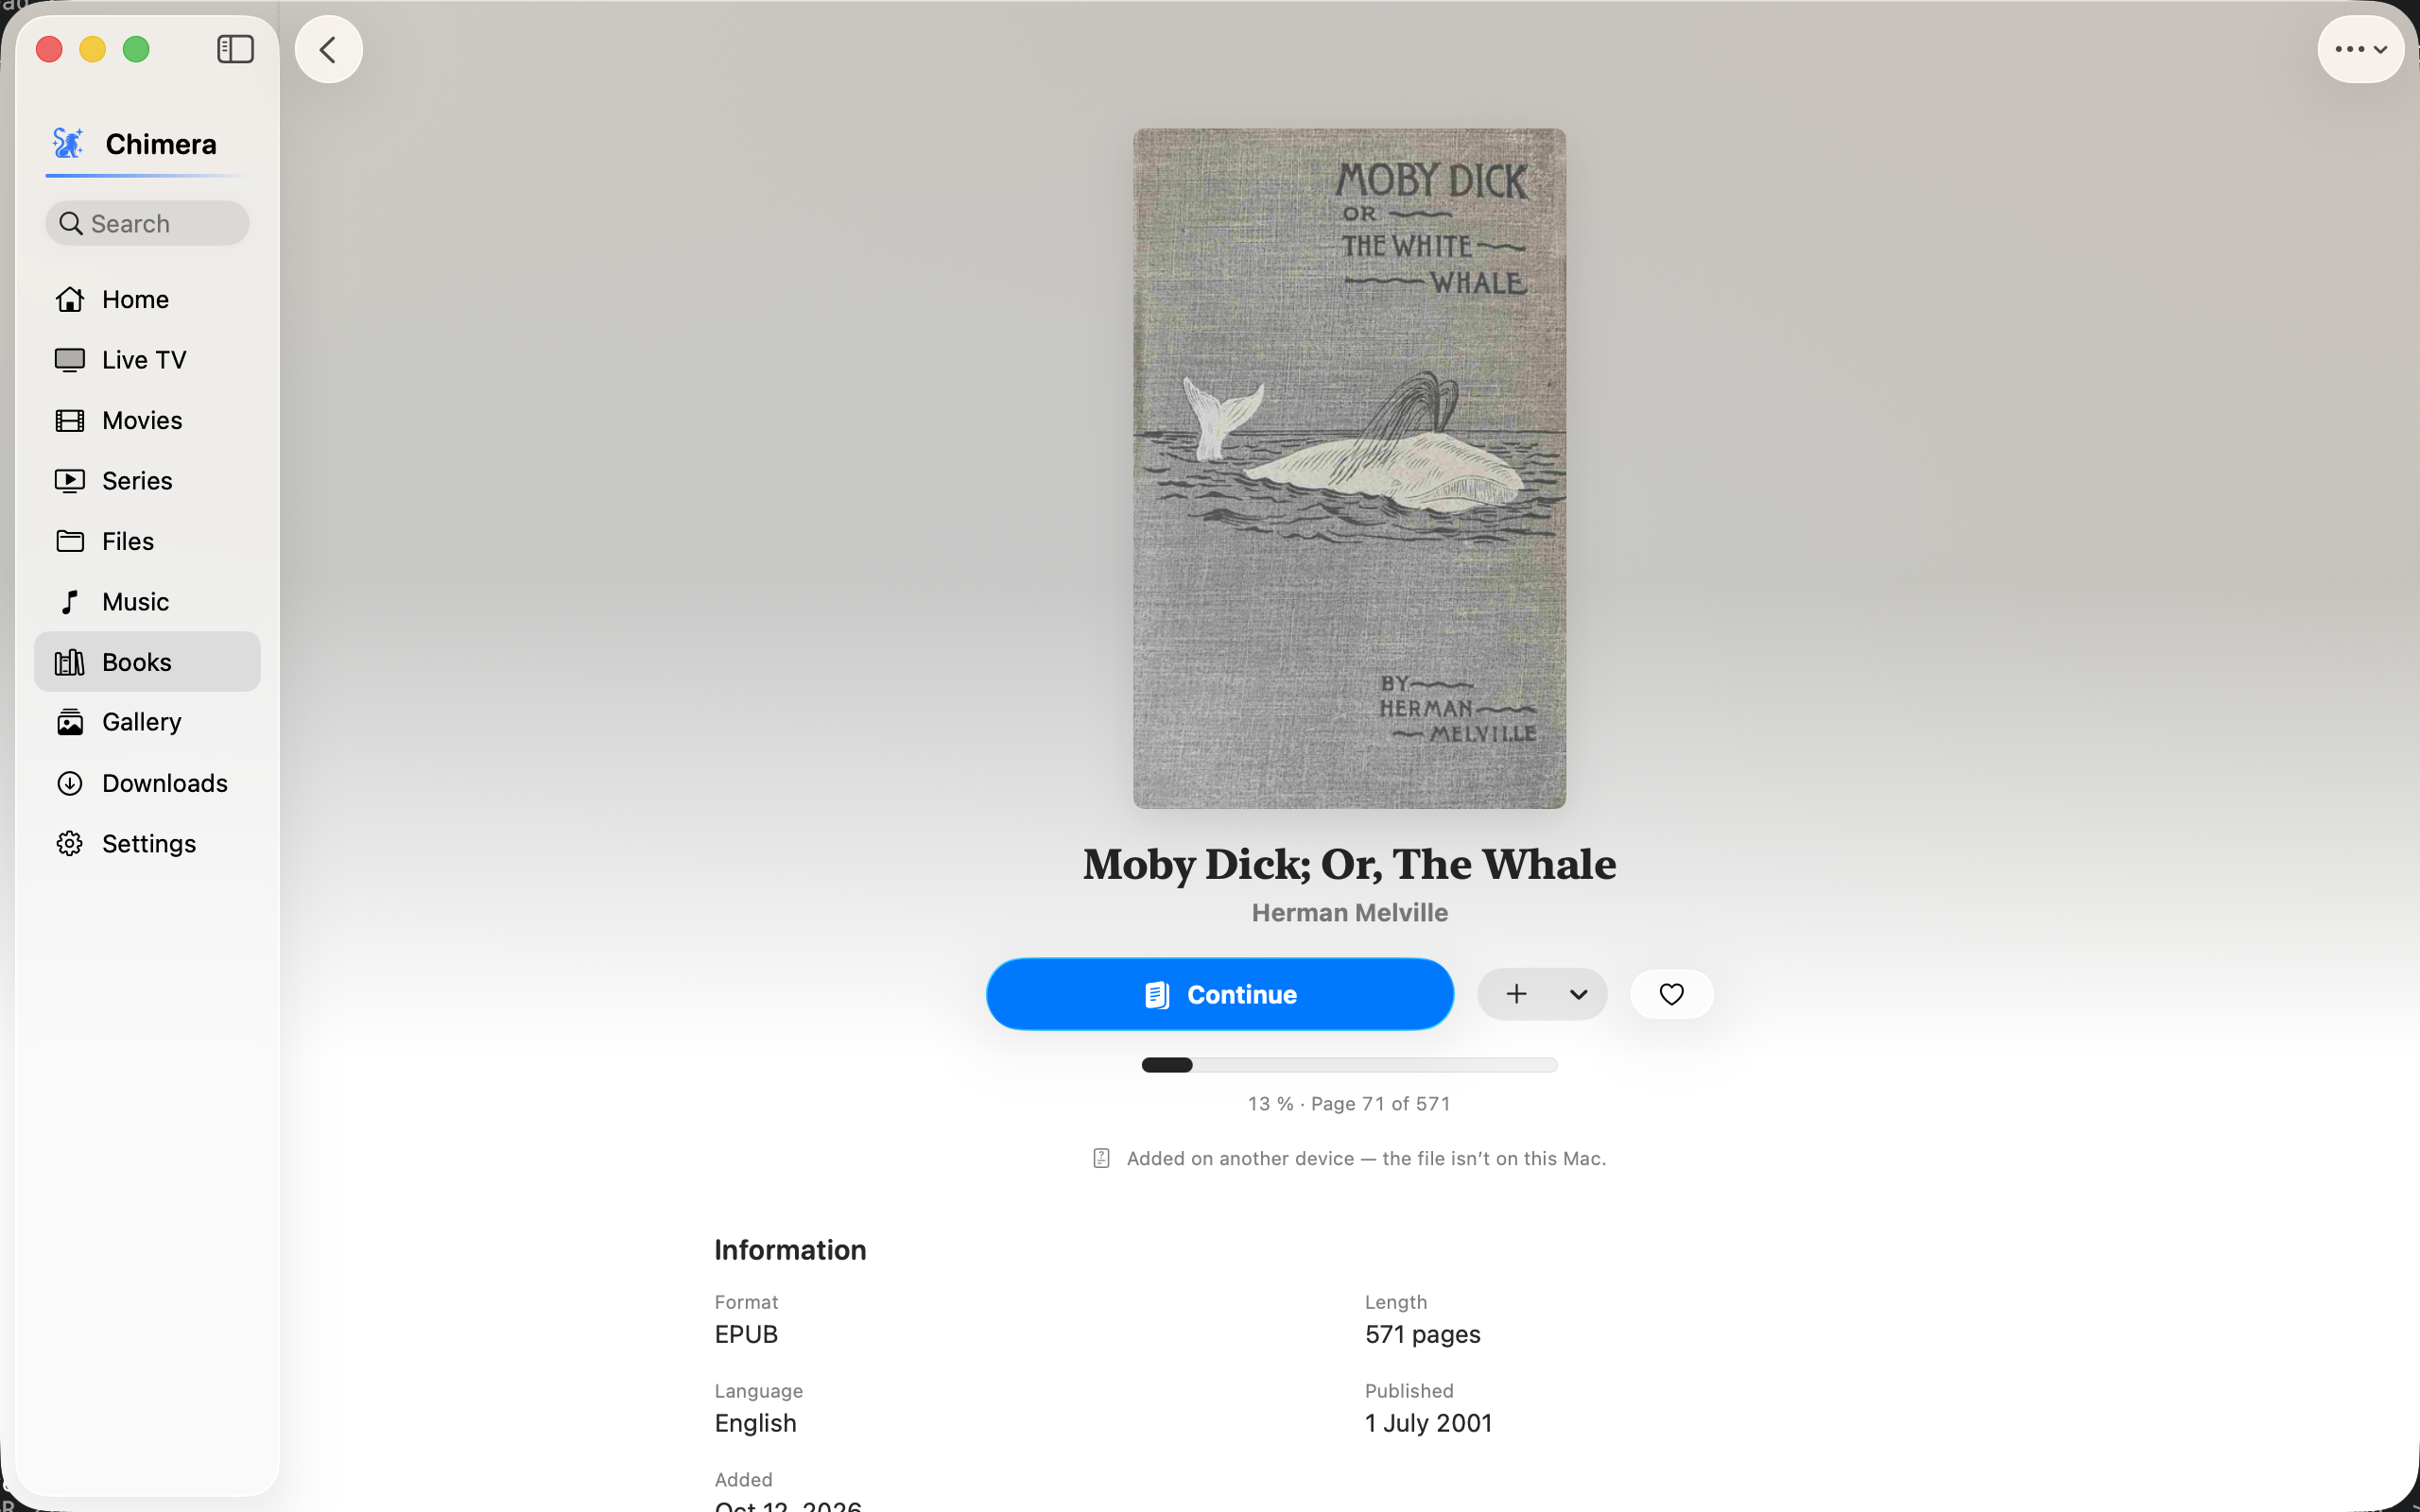 Chimera
Search
Home
Live TV
Movies
Series
Files
Music
Books
Gallery
Downloads
Settings
MOBY DICK
OR
THE WHITE
WHALE
BY
HERMAN
MELVILLE
Moby Dick; Or, The Whale
Herman Melville
Continue
13 % · Page 71 of 571
Added on another device — the file isn’t on this Mac.
Information
Format
EPUB
Length
571 pages
Language
English
Published
1 July 2001
Added
Oct 12, 2026